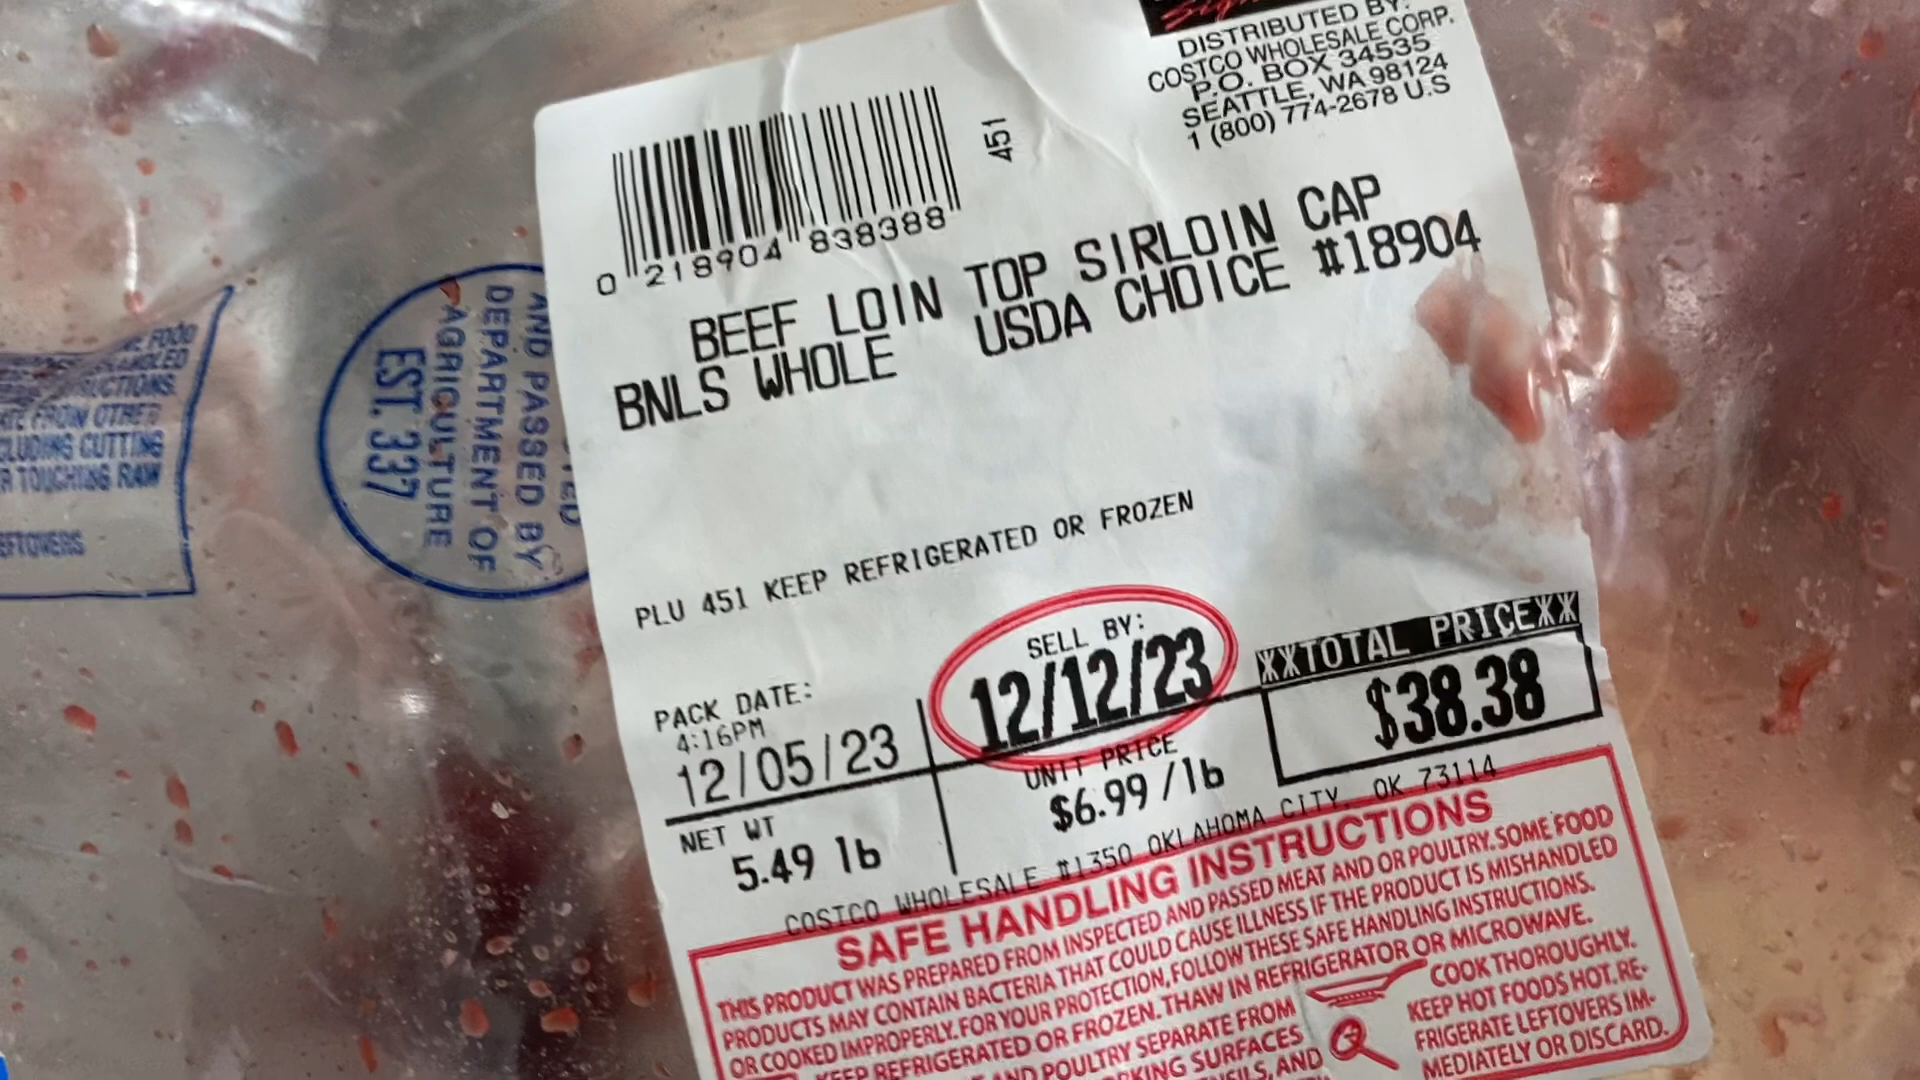 DISTRIBUTED BY:
COSTCO WHOLESALE CORP.
P.O. BOX 34535
SEATTLE, WA 98124
1 (800) 774-2678 U.S
451
0 218904 838388
BEEF LOIN TOP SIRLOIN CAP
BNLS WHOLE USDA CHOICE #18904
PLU 451 KEEP REFRIGERATED OR FROZEN
PACK DATE:
4:16PM
12/05/23
SELL BY:
12/12/23
XXTOTAL PRICEXX
$38.38
NET WT
5.49 lb
UNIT PRICE
$6.99 /lb
COSTCO WHOLESALE #1350 OKLAHOMA CITY, OK 73114
SAFE HANDLING INSTRUCTIONS
THIS PRODUCT WAS PREPARED FROM INSPECTED AND PASSED MEAT AND OR POULTRY. SOME FOOD
PRODUCTS MAY CONTAIN BACTERIA THAT COULD CAUSE ILLNESS IF THE PRODUCT IS MISHANDLED
OR COOKED IMPROPERLY. FOR YOUR PROTECTION, FOLLOW THESE SAFE HANDLING INSTRUCTIONS.
KEEP REFRIGERATED OR FROZEN. THAW IN REFRIGERATOR OR MICROWAVE.
AND POULTRY SEPARATE FROM
SURFACES
AND
COOK THOROUGHLY.
KEEP HOT FOODS HOT. RE-
FRIGERATE LEFTOVERS IM-
MEDIATELY OR DISCARD.
AND PASSED BY
DEPARTMENT OF
AGRICULTURE
EST. 337
FOOD
FROM OTHER
CUTTING
TOUCHING RAW